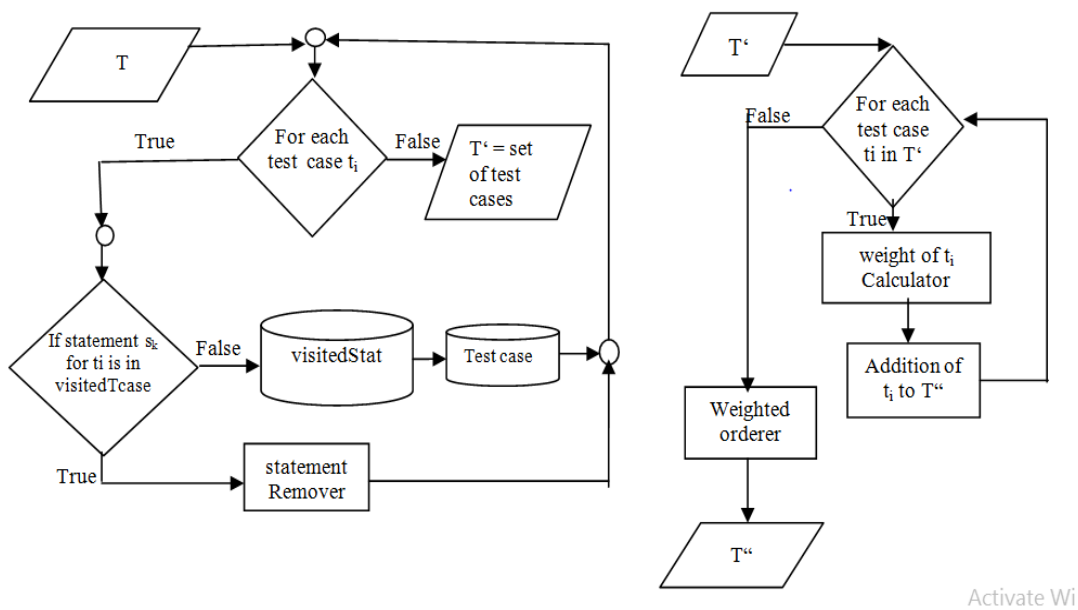 T
For each
test case ti
True
False
T‘ = set
of test
cases
If statement sk
for ti is in
visitedTcase
False
visitedStat
Test case
True
statement
Remover
T‘
For each
test case
ti in T‘
False
True
weight of ti
Calculator
Addition of
ti to T“
Weighted
orderer
T“
Activate Wi